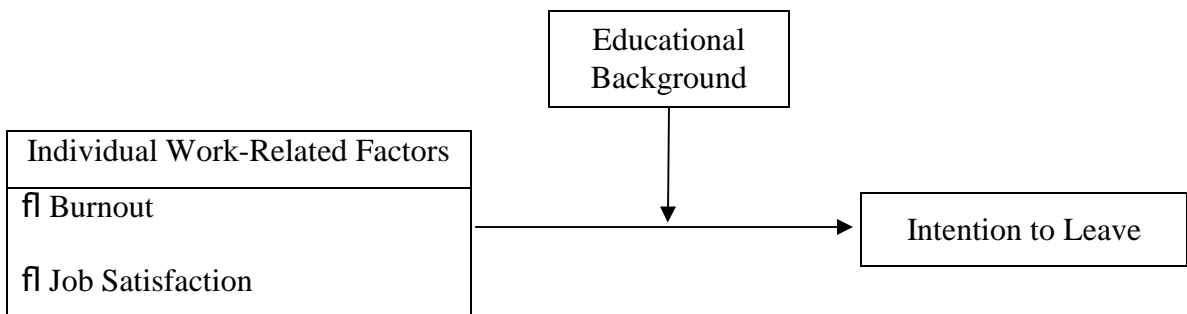 Educational
Background
Individual Work-Related Factors
fl Burnout
fl Job Satisfaction
Intention to Leave